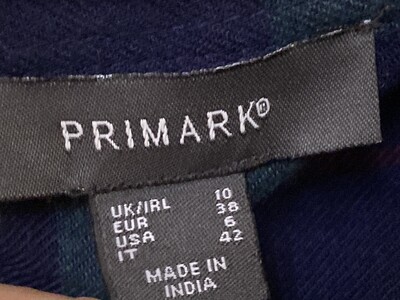 PRIMARK®
UK/IRL 10
EUR 38
USA 6
IT 42
MADE IN
INDIA